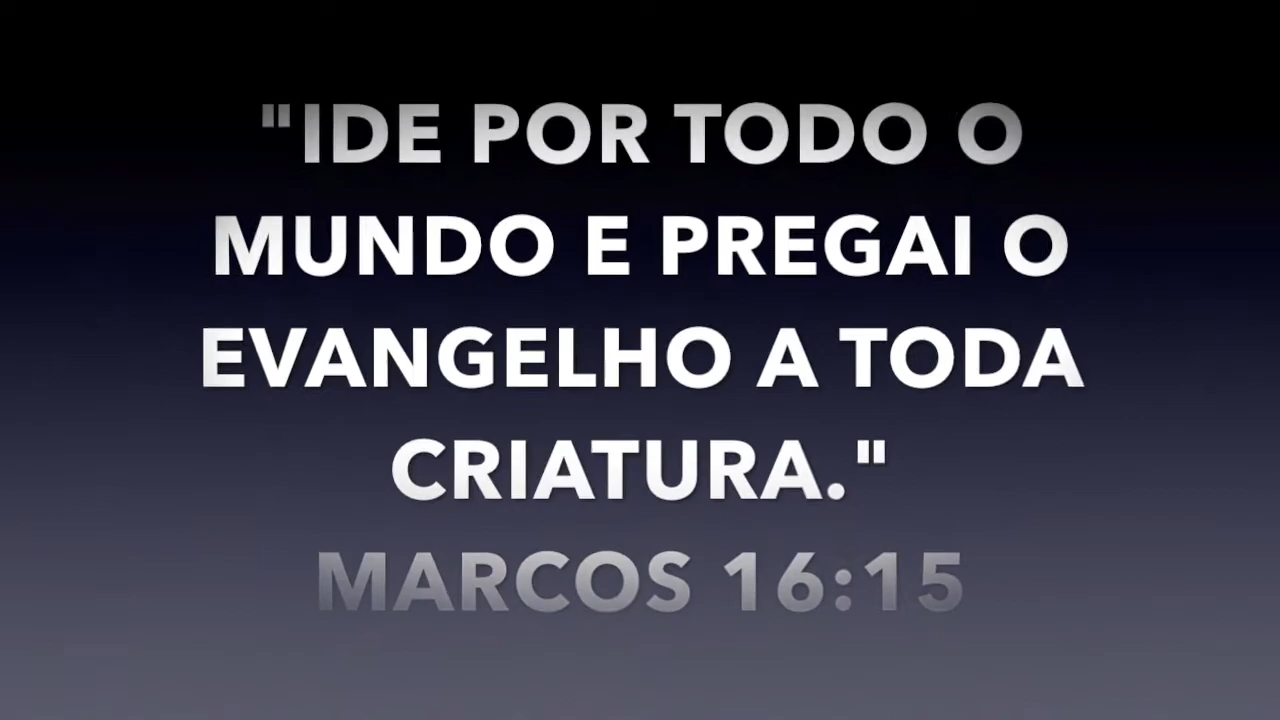 "IDE POR TODO O
MUNDO E PREGAI O
EVANGELHO A TODA
CRIATURA."
MARCOS 16:15